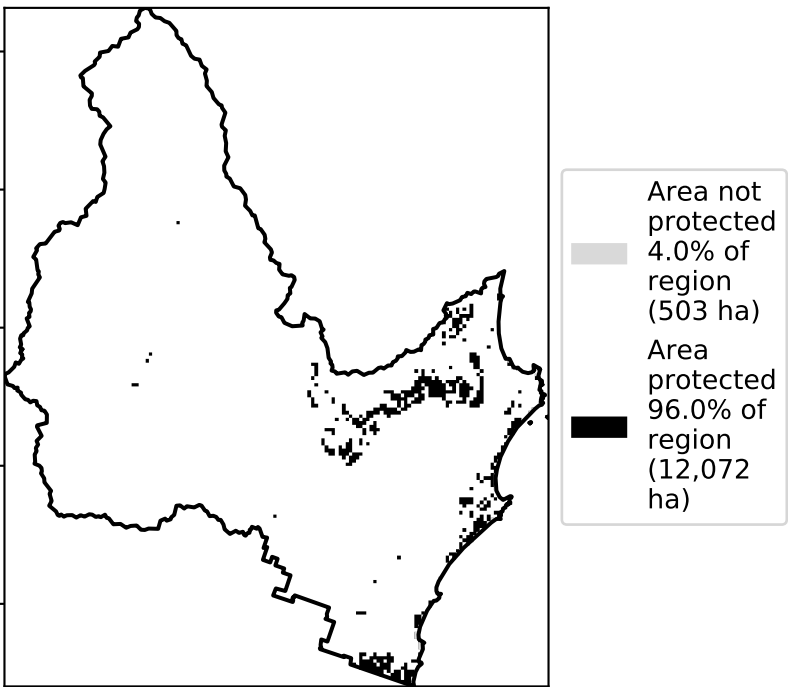 Area not
protected
4.0% of
region
(503 ha)
Area
protected
96.0% of
region
(12,072
ha)